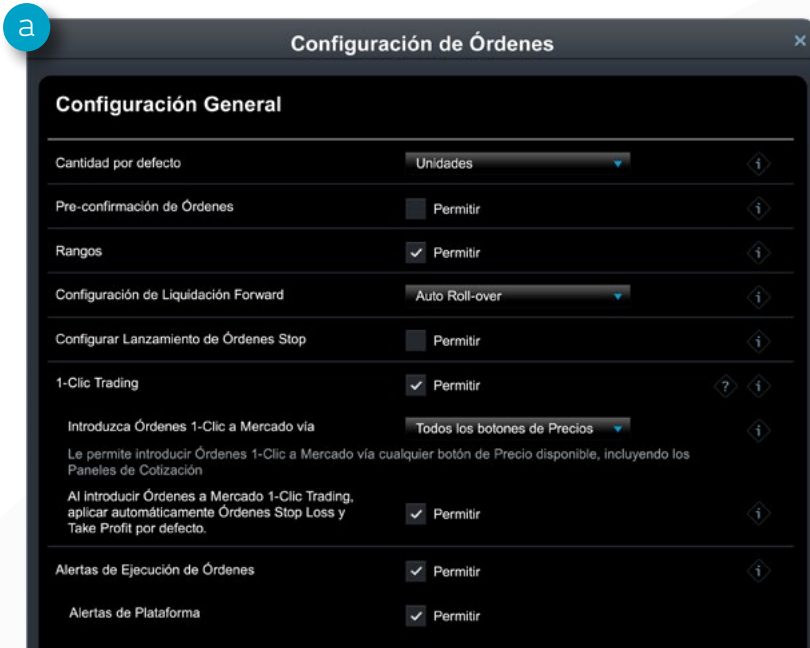 a
Configuración de Órdenes
×
Configuración General
Cantidad por defecto Unidades
Pre-confirmación de Órdenes Permitir
Rangos Permitir
Configuración de Liquidación Forward Auto Roll-over
Configurar Lanzamiento de Órdenes Stop Permitir
1-Clic Trading Permitir ? i
Introduzca Órdenes 1-Clic a Mercado vía Todos los botones de Precios
Le permite introducir Órdenes 1-Clic a Mercado vía cualquier botón de Precio disponible, incluyendo los
Paneles de Cotización
Al introducir Órdenes a Mercado 1-Clic Trading,
aplicar automáticamente Órdenes Stop Loss y Permitir
Take Profit por defecto.
Alertas de Ejecución de Órdenes Permitir
Alertas de Plataforma Permitir